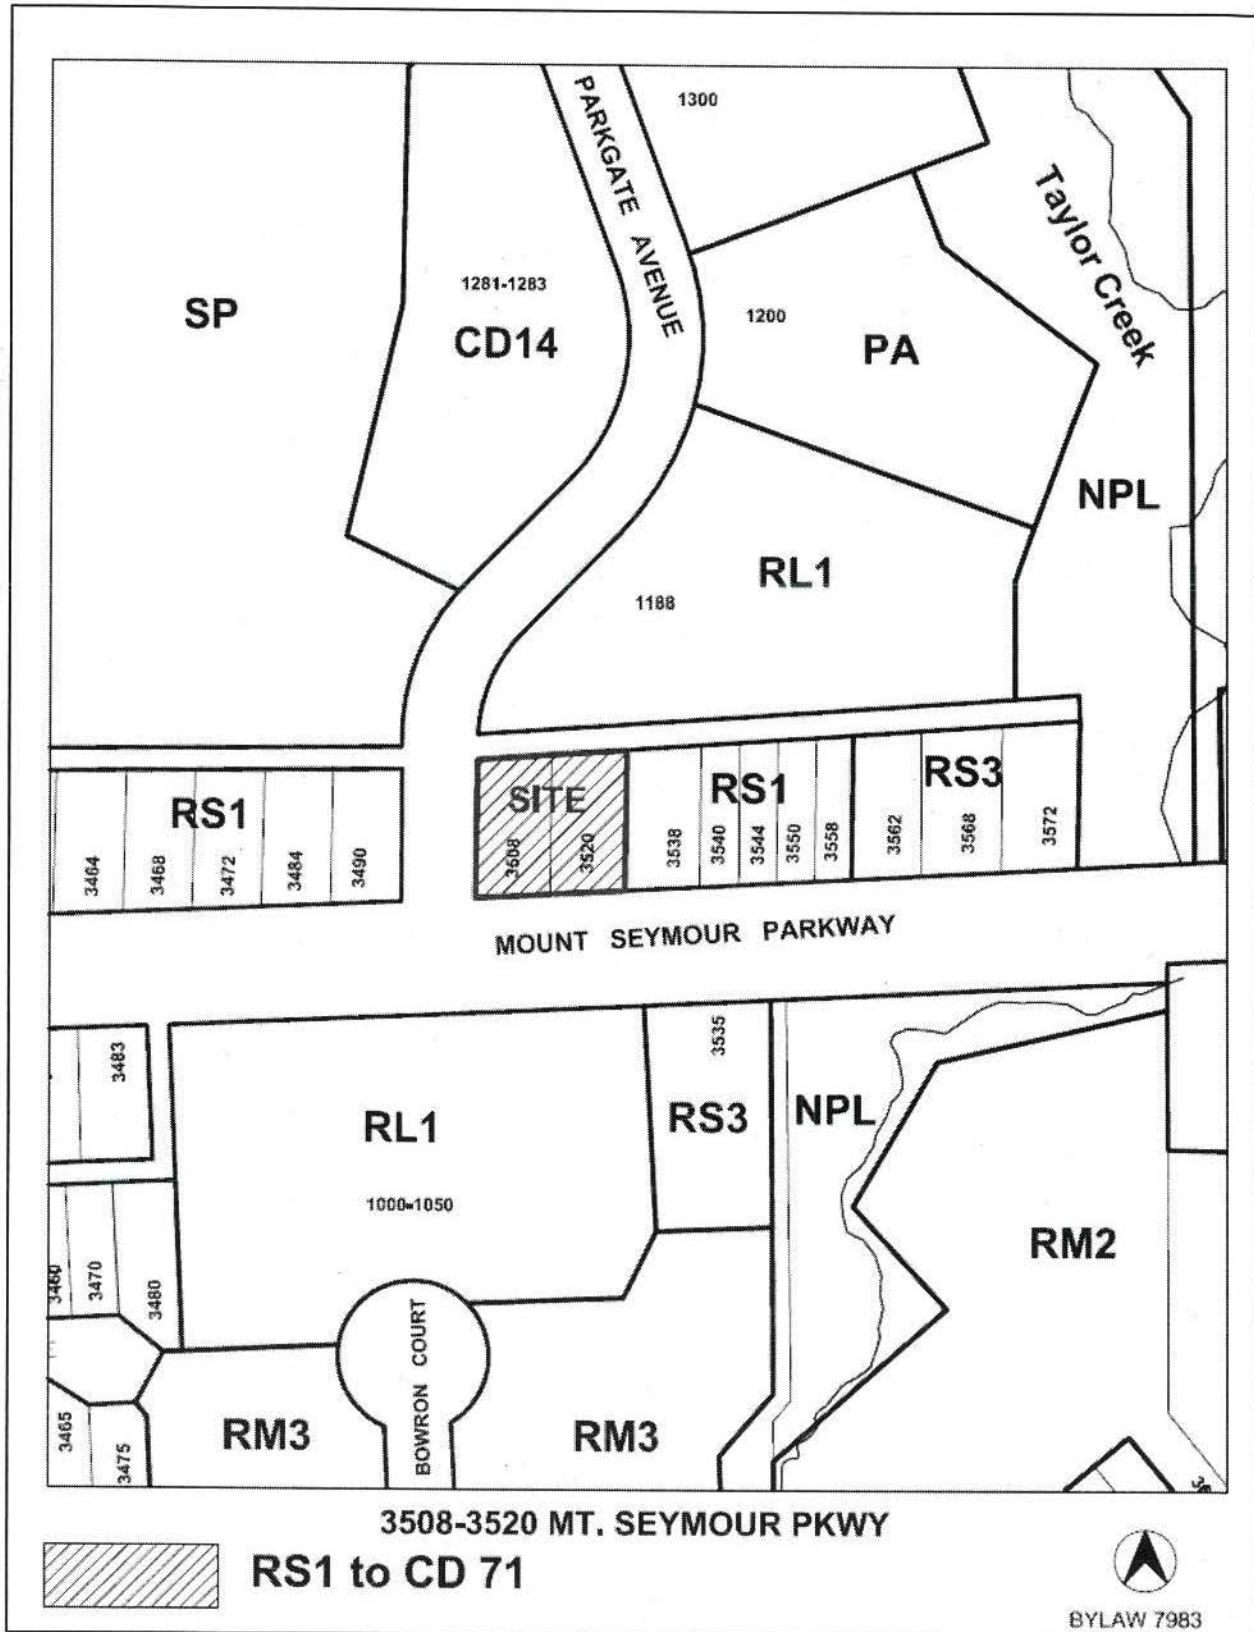 1300
PARKGATE AVENUE
Taylor Creek
1281-1283
SP
CD14
1200
PA
NPL
RL1
1188
RS1
SITE
RS1
RS3
3464
3468
3472
3484
3490
3508
3520
3538
3540
3544
3550
3558
3562
3568
3572
MOUNT SEYMOUR PARKWAY
3483
3535
RL1
RS3
NPL
1000-1050
RM2
3460
3470
3480
BOWRON COURT
RM3
RM3
3465
3475
3508-3520 MT. SEYMOUR PKWY
RS1 to CD 71
BYLAW 7983